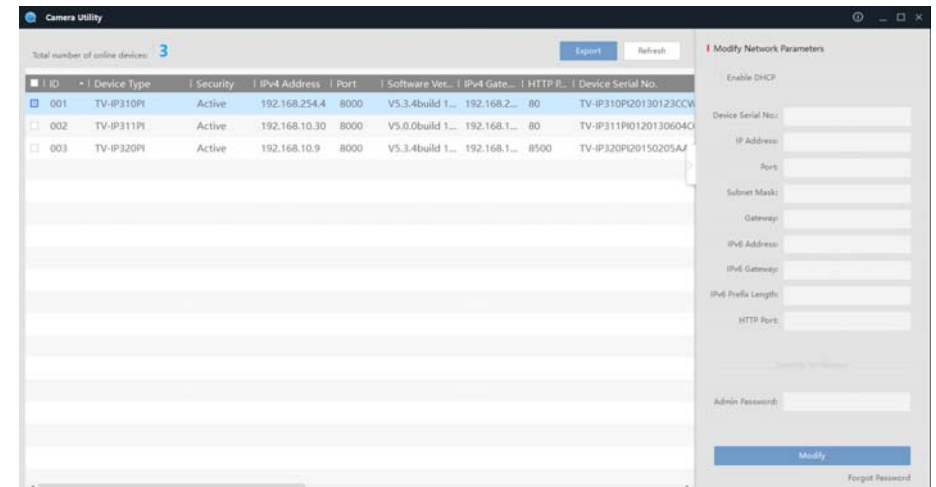 Camera Utility
Total number of online devices: 3
Export
Refresh
ID Device Type Security IPv4 Address Port Software Ver... IPv4 Gate... HTTP P... Device Serial No.
001 TV-IP310PI Active 192.168.254.4 8000 V5.3.4build 1... 192.168.2... 80 TV-IP310PI20130123CCW
002 TV-IP311PI Active 192.168.10.30 8000 V5.0.0build 1... 192.168.1... 80 TV-IP311PI0120130604C
003 TV-IP320PI Active 192.168.10.9 8000 V5.3.4build 1... 192.168.1... 8500 TV-IP320PI20150205AA
Modify Network Parameters
Enable DHCP
Device Serial No.:
IP Address:
Port:
Subnet Mask:
Gateway:
IPv6 Address:
IPv6 Gateway:
IPv6 Prefix Length:
HTTP Port:
Security Verification
Admin Password:
Modify
Forgot Password